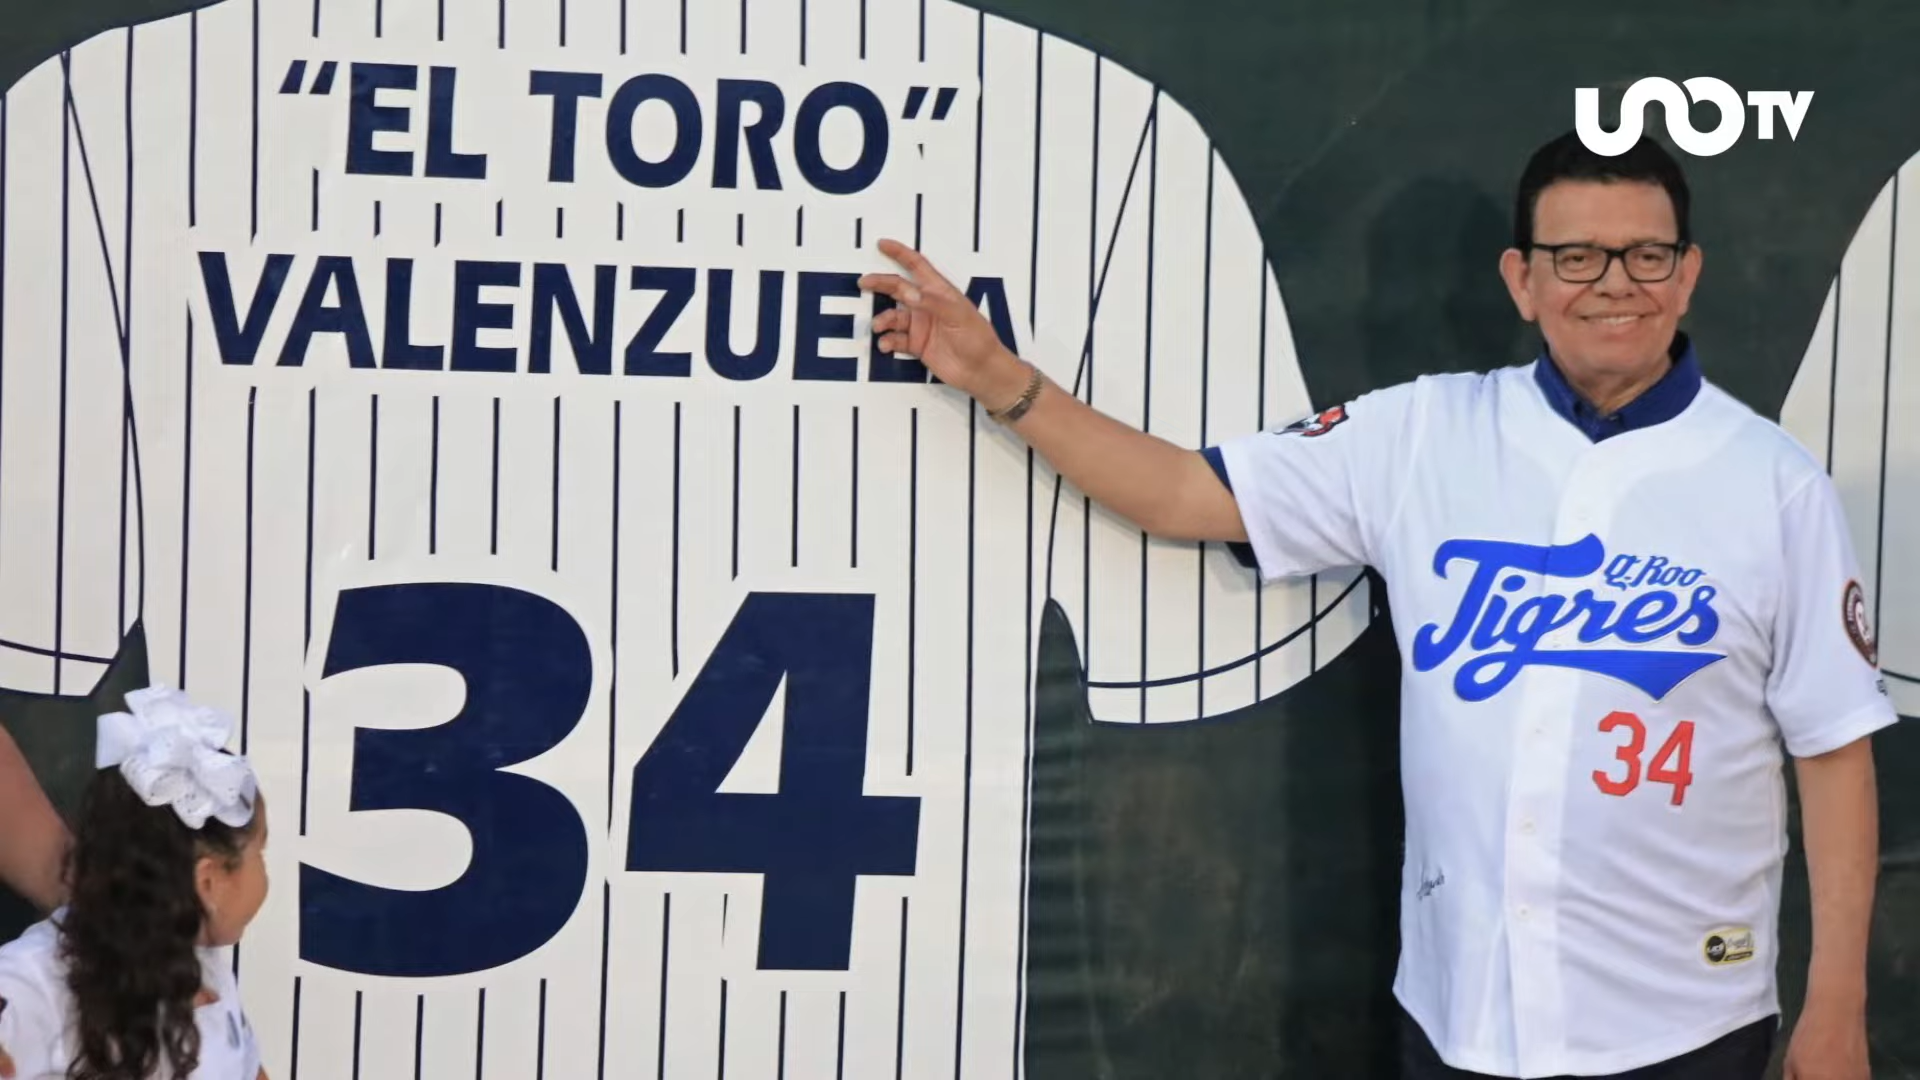 UNOTV
“EL TORO”
VALENZUELA
34
Q. Roo
Tigres
34